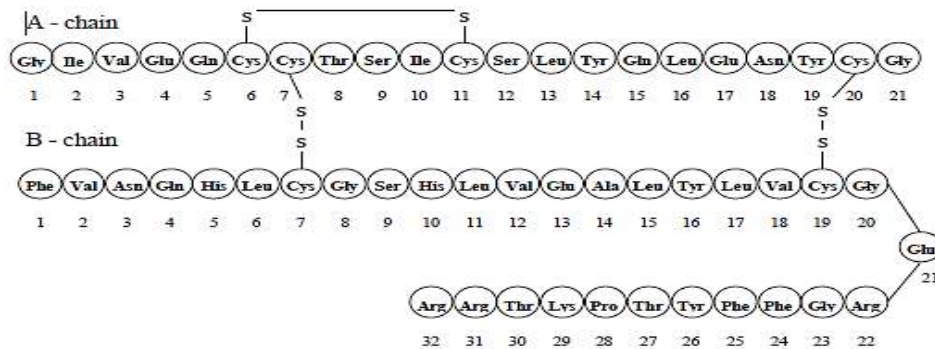 A - chain
S S
Gly Ile Val Glu Gln Cys Cys Thr Ser Ile Cys Ser Leu Tyr Gln Leu Glu Asn Tyr Cys Gly
1 2 3 4 5 6 7 8 9 10 11 12 13 14 15 16 17 18 19 20 21
S S
S S
B - chain
Phe Val Asn Gln His Leu Cys Gly Ser His Leu Val Glu Ala Leu Tyr Leu Val Cys Gly
1 2 3 4 5 6 7 8 9 10 11 12 13 14 15 16 17 18 19 20
Glu
21
Arg Arg Thr Lys Pro Thr Tyr Phe Phe Gly Arg
32 31 30 29 28 27 26 25 24 23 22